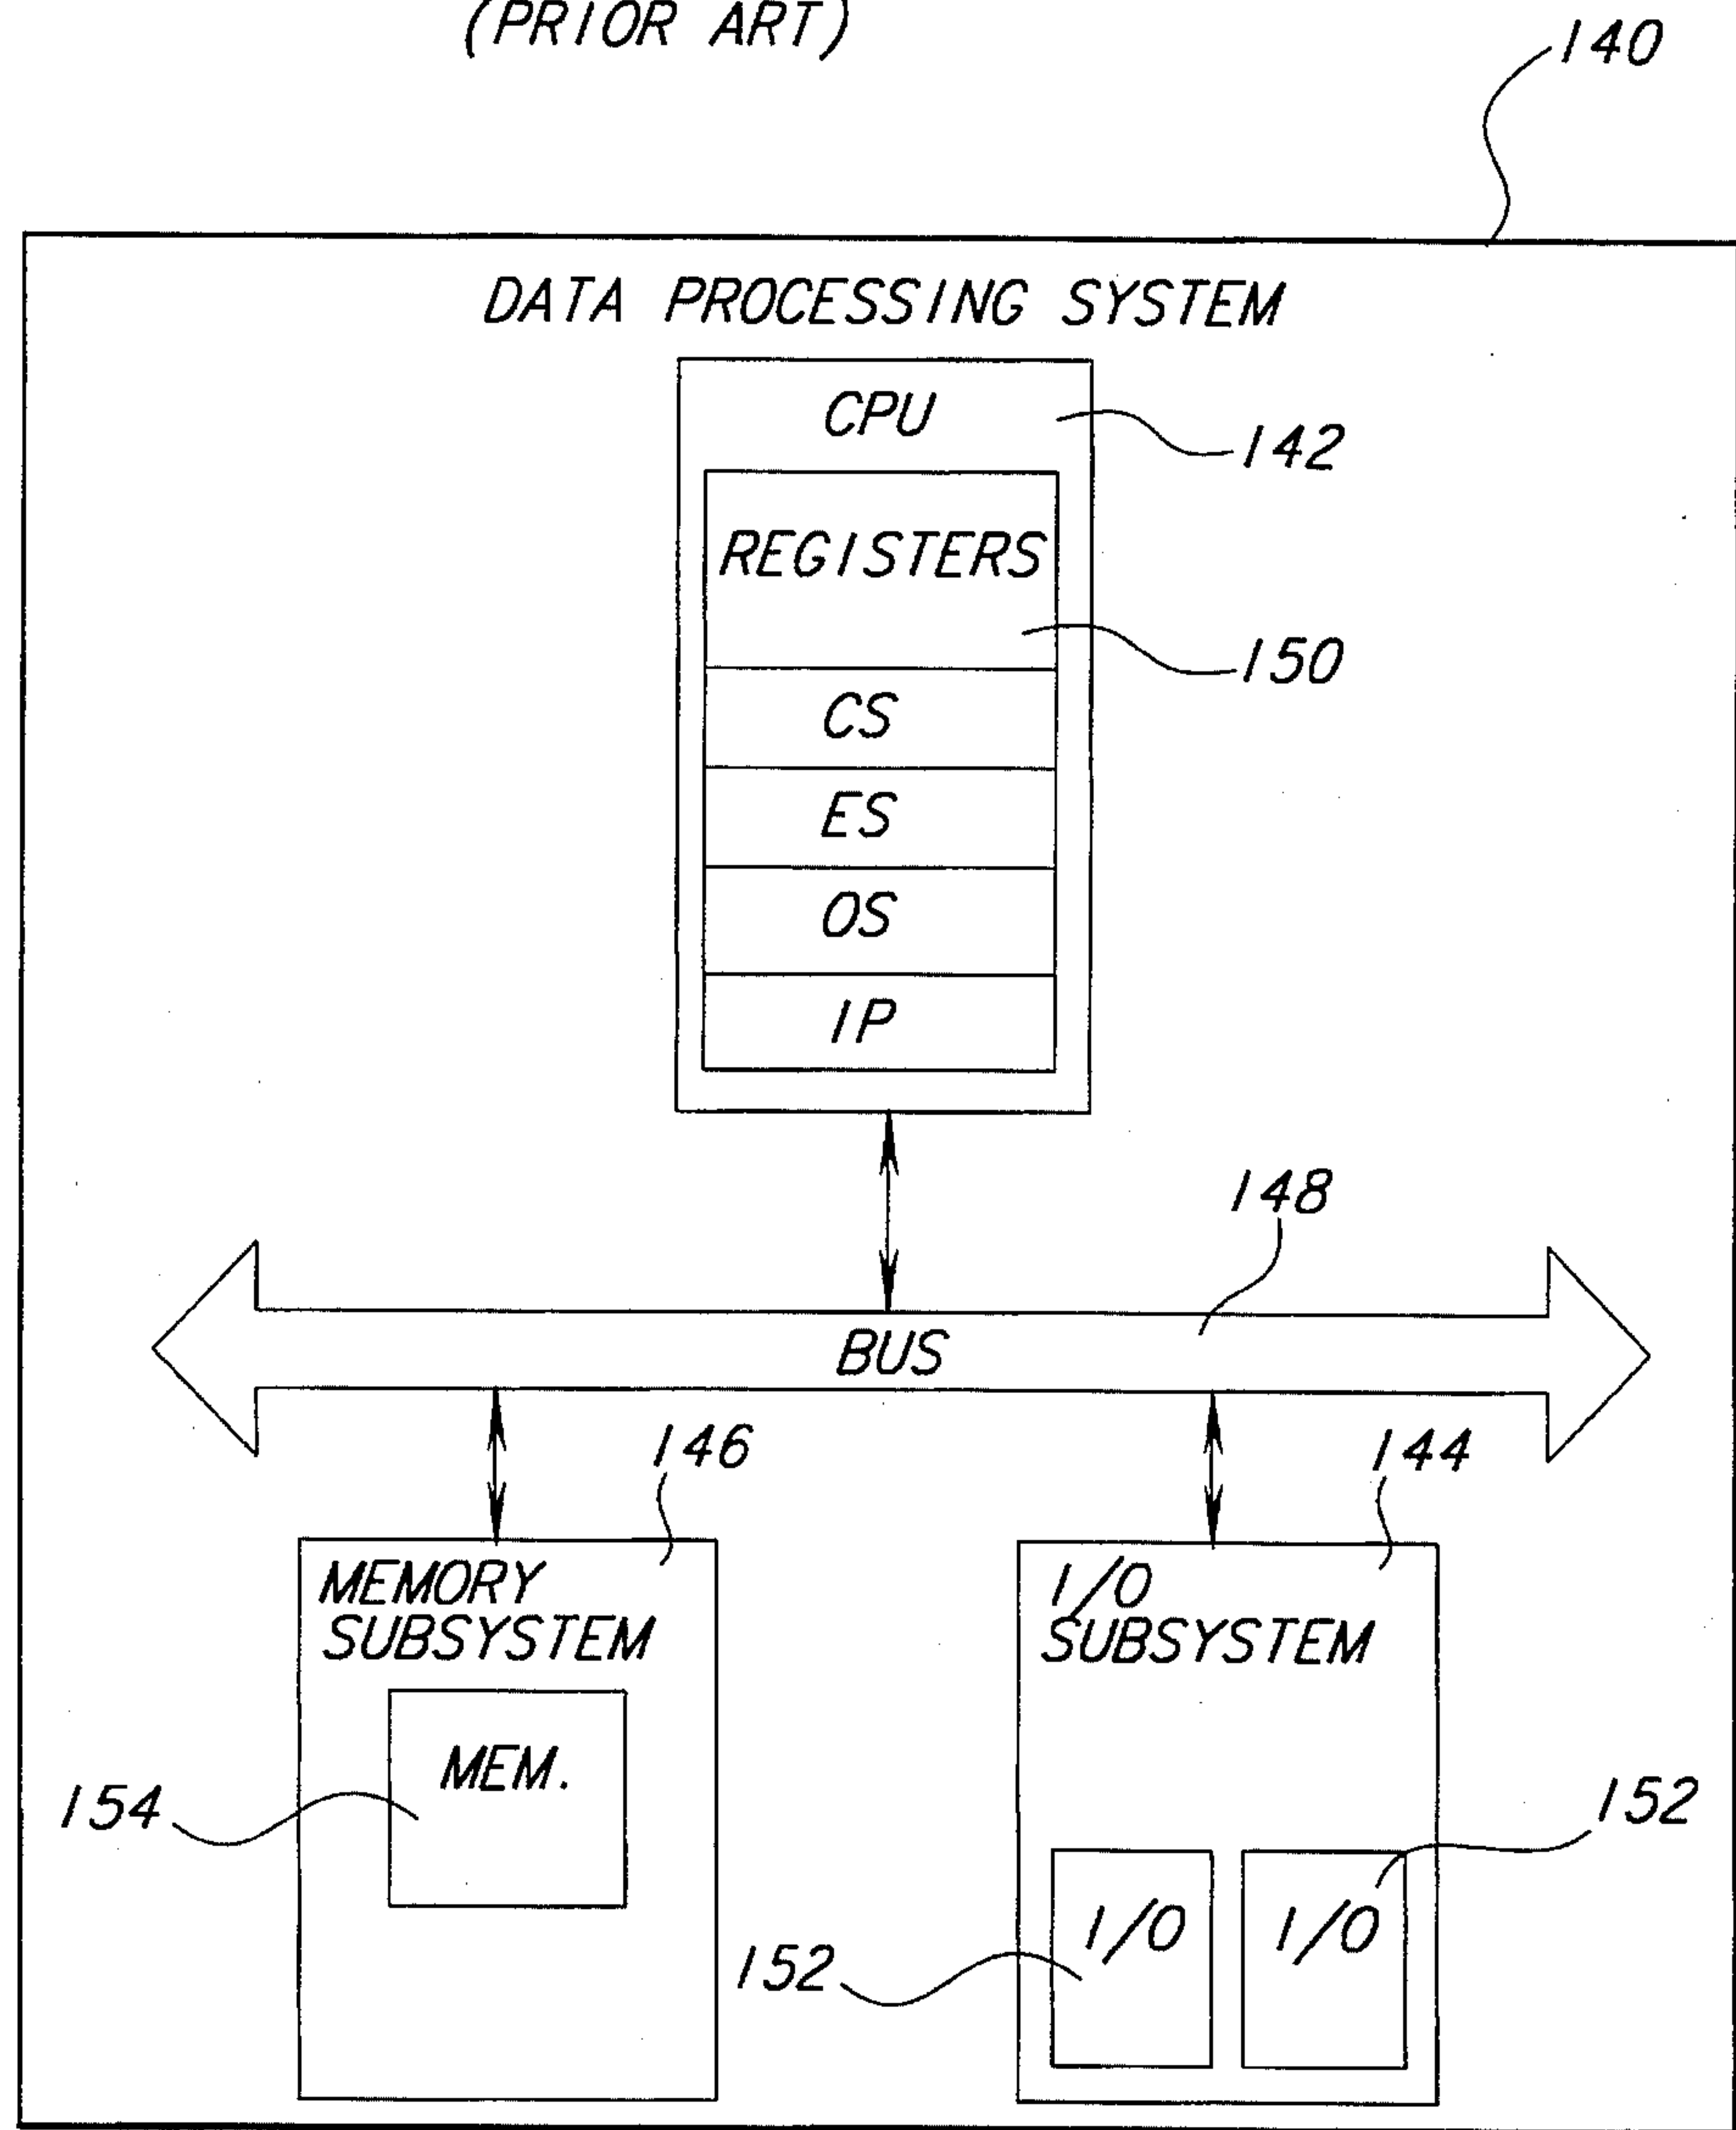 (PRIOR ART)
140
DATA PROCESSING SYSTEM
CPU
142
REGISTERS
150
CS
ES
OS
IP
148
BUS
146
144
MEMORY
SUBSYSTEM
I/O
SUBSYSTEM
MEM.
154
152
I/O
I/O
152